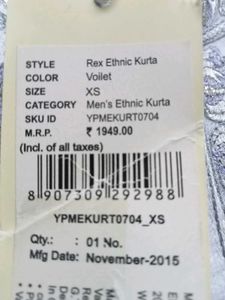 STYLE Rex Ethnic Kurta
COLOR Voilet
SIZE XS
CATEGORY Men's Ethnic Kurta
SKU ID YPMEKURT0704
M.R.P. ₹ 1949.00
(Incl. of all taxes)
8 907309 292988
YPMEKURT0704_XS
Qty.: : 01 No.
Mfg Date: November-2015